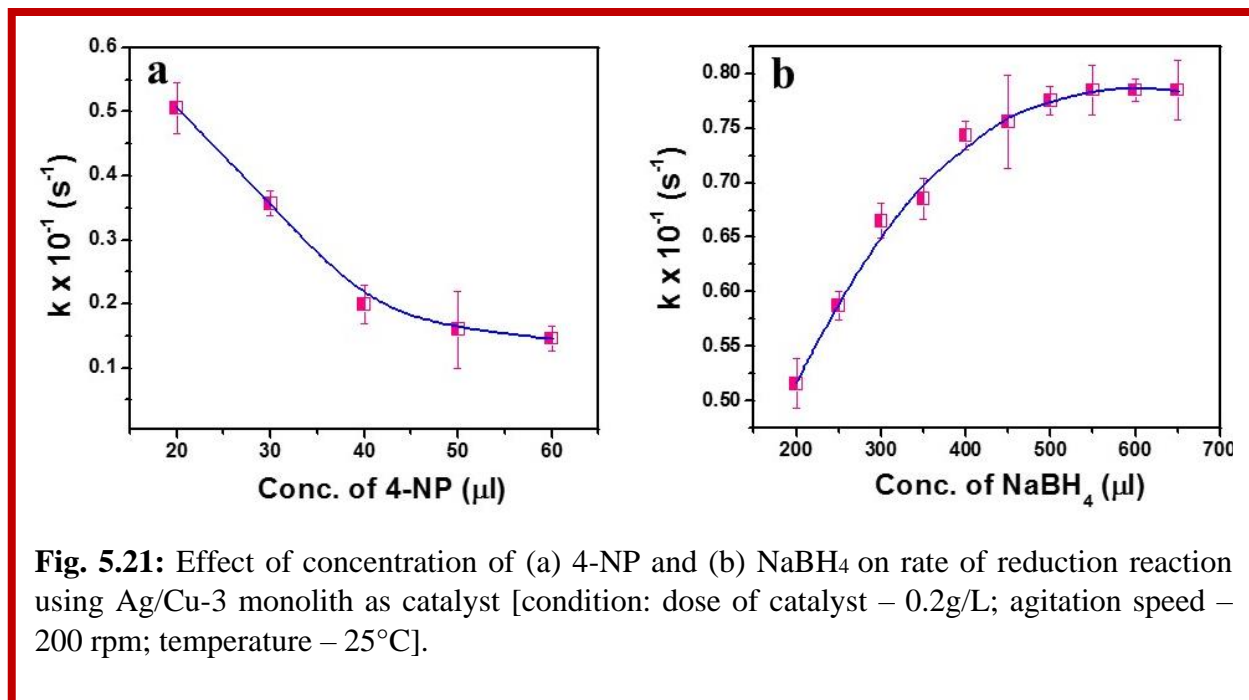 a
0.6
0.5
0.4
0.3
0.2
0.1
k x 10⁻¹ (s⁻¹)
20 30 40 50 60
Conc. of 4-NP (μl)
b
0.80
0.75
0.70
0.65
0.60
0.55
0.50
k x 10⁻¹ (s⁻¹)
200 300 400 500 600 700
Conc. of NaBH₄ (μl)
Fig. 5.21: Effect of concentration of (a) 4-NP and (b) NaBH₄ on rate of reduction reaction
using Ag/Cu-3 monolith as catalyst [condition: dose of catalyst – 0.2g/L; agitation speed –
200 rpm; temperature – 25°C].